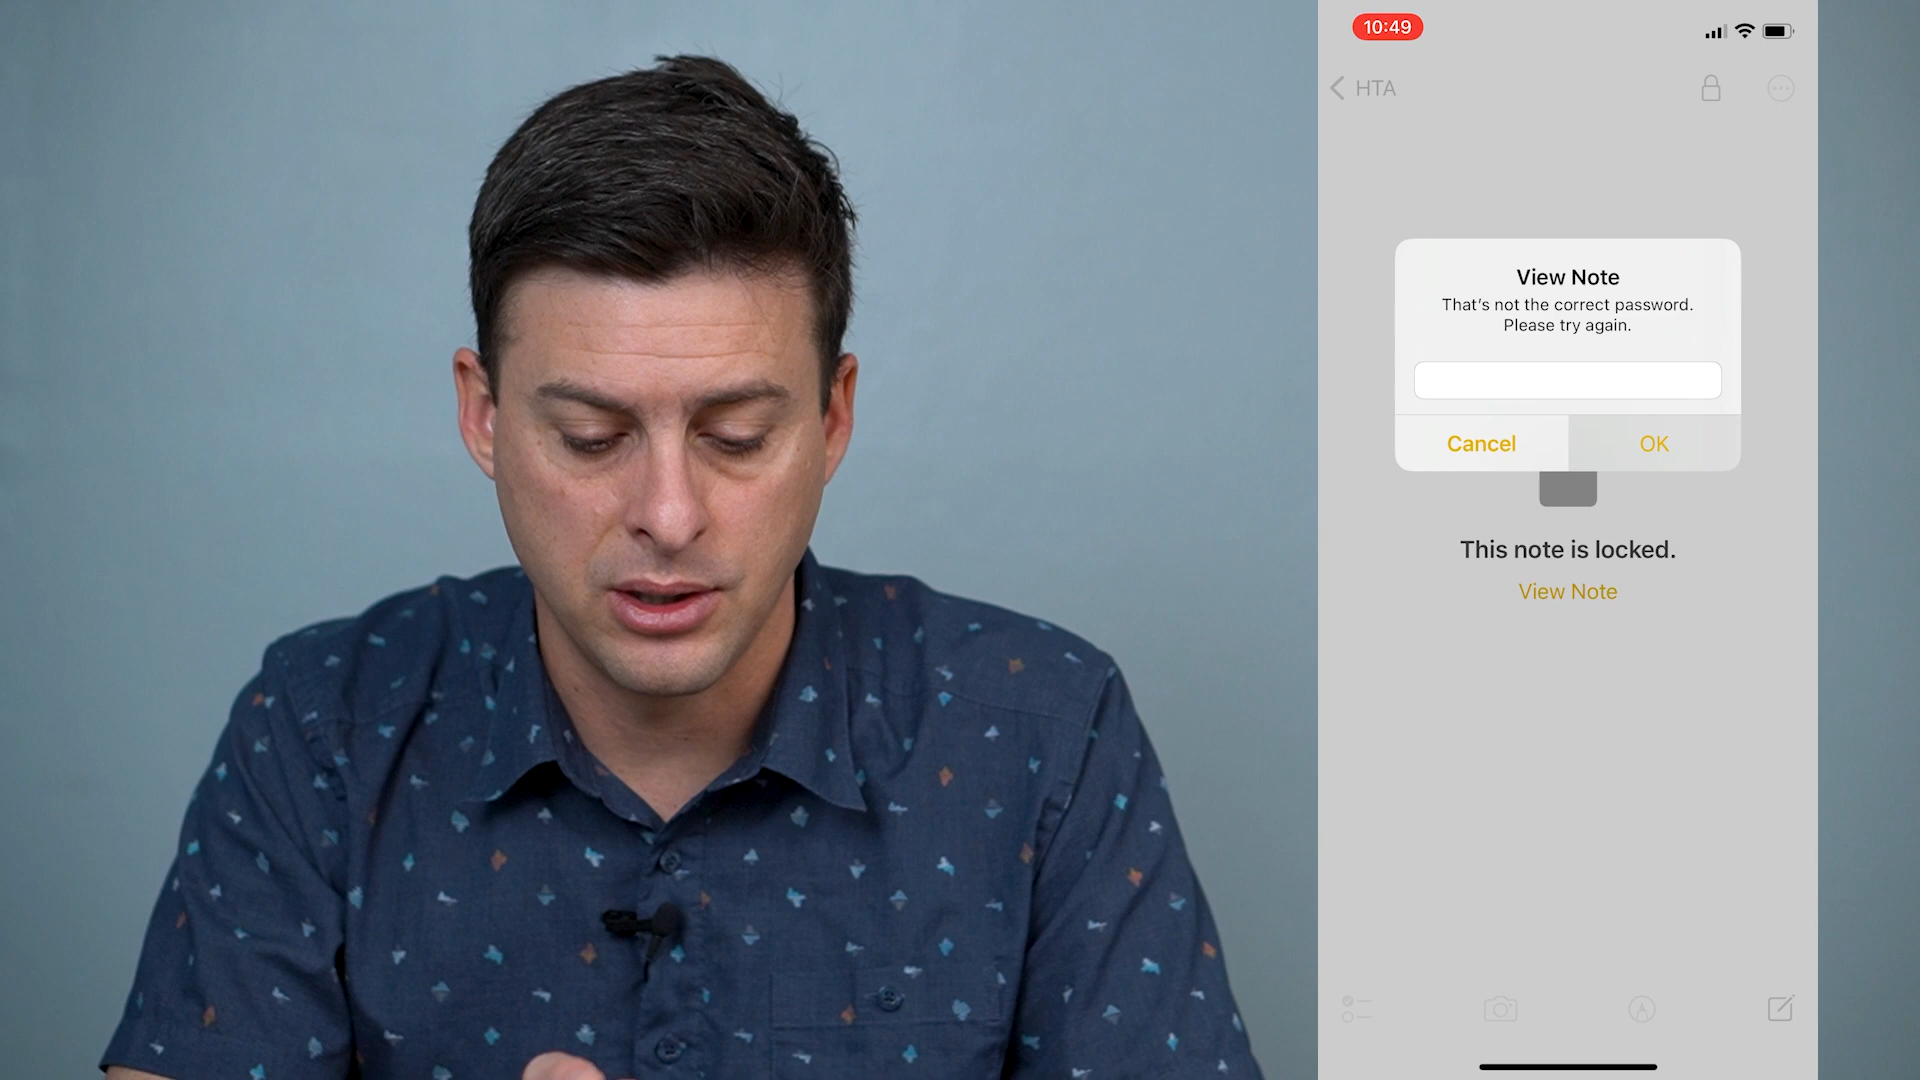 10:49
HTA
View Note
That's not the correct password.
Please try again.
Cancel
OK
This note is locked.
View Note